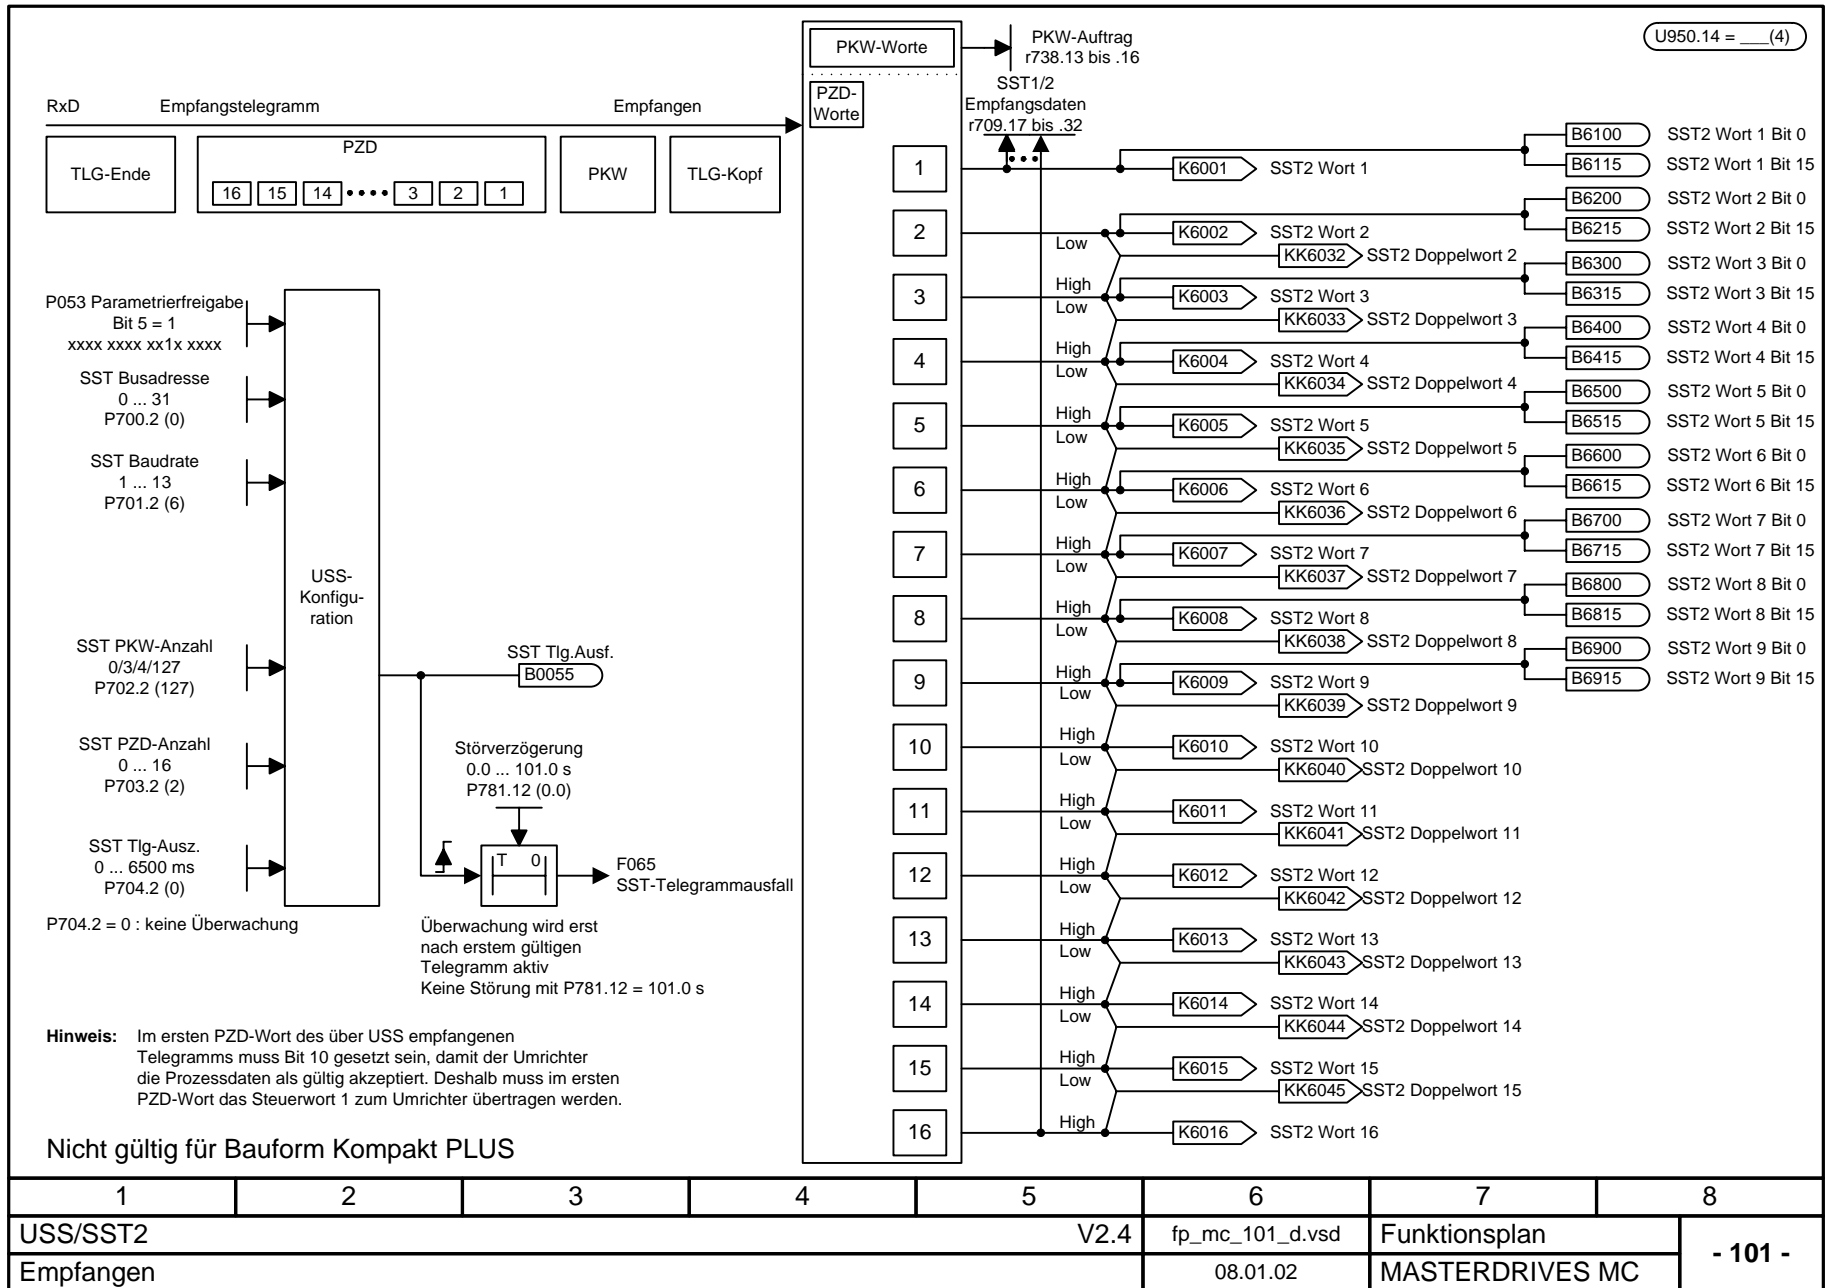 U950.14 = ___(4)
PKW-Worte
PKW-Auftrag
r738.13 bis .16
PZD-
Worte
SST1/2
Empfangsdaten
r709.17 bis .32
RxD
Empfangstelegramm
Empfangen
TLG-Ende
PZD
16 15 14 3 2 1
PKW
TLG-Kopf
P053 Parametrierfreigabe
Bit 5 = 1
xxxx xxxx xx1x xxxx
SST Busadresse
0 ... 31
P700.2 (0)
SST Baudrate
1 ... 13
P701.2 (6)
SST PKW-Anzahl
0/3/4/127
P702.2 (127)
SST PZD-Anzahl
0 ... 16
P703.2 (2)
SST Tlg-Ausz.
0 ... 6500 ms
P704.2 (0)
P704.2 = 0 : keine Überwachung
USS-
Konfigu-
ration
SST Tlg.Ausf.
B0055
Störverzögerung
0.0 ... 101.0 s
P781.12 (0.0)
T 0
F065
SST-Telegrammausfall
Überwachung wird erst
nach erstem gültigen
Telegramm aktiv
Keine Störung mit P781.12 = 101.0 s
Hinweis: Im ersten PZD-Wort des über USS empfangenen
Telegramms muss Bit 10 gesetzt sein, damit der Umrichter
die Prozessdaten als gültig akzeptiert. Deshalb muss im ersten
PZD-Wort das Steuerwort 1 zum Umrichter übertragen werden.
Nicht gültig für Bauform Kompakt PLUS
1 K6001 SST2 Wort 1
B6100 SST2 Wort 1 Bit 0
B6115 SST2 Wort 1 Bit 15
2 K6002 SST2 Wort 2
B6200 SST2 Wort 2 Bit 0
B6215 SST2 Wort 2 Bit 15
Low KK6032 SST2 Doppelwort 2
High
3 K6003 SST2 Wort 3
B6300 SST2 Wort 3 Bit 0
B6315 SST2 Wort 3 Bit 15
Low KK6033 SST2 Doppelwort 3
High
4 K6004 SST2 Wort 4
B6400 SST2 Wort 4 Bit 0
B6415 SST2 Wort 4 Bit 15
Low KK6034 SST2 Doppelwort 4
High
5 K6005 SST2 Wort 5
B6500 SST2 Wort 5 Bit 0
B6515 SST2 Wort 5 Bit 15
Low KK6035 SST2 Doppelwort 5
High
6 K6006 SST2 Wort 6
B6600 SST2 Wort 6 Bit 0
B6615 SST2 Wort 6 Bit 15
Low KK6036 SST2 Doppelwort 6
High
7 K6007 SST2 Wort 7
B6700 SST2 Wort 7 Bit 0
B6715 SST2 Wort 7 Bit 15
Low KK6037 SST2 Doppelwort 7
High
8 K6008 SST2 Wort 8
B6800 SST2 Wort 8 Bit 0
B6815 SST2 Wort 8 Bit 15
Low KK6038 SST2 Doppelwort 8
High
9 K6009 SST2 Wort 9
B6900 SST2 Wort 9 Bit 0
B6915 SST2 Wort 9 Bit 15
Low KK6039 SST2 Doppelwort 9
High
10 K6010 SST2 Wort 10
Low KK6040 SST2 Doppelwort 10
High
11 K6011 SST2 Wort 11
Low KK6041 SST2 Doppelwort 11
High
12 K6012 SST2 Wort 12
Low KK6042 SST2 Doppelwort 12
High
13 K6013 SST2 Wort 13
Low KK6043 SST2 Doppelwort 13
High
14 K6014 SST2 Wort 14
Low KK6044 SST2 Doppelwort 14
High
15 K6015 SST2 Wort 15
Low KK6045 SST2 Doppelwort 15
High
16 K6016 SST2 Wort 16
1 2 3 4 5 6 7 8
USS/SST2 V2.4 fp_mc_101_d.vsd Funktionsplan
- 101 -
Empfangen 08.01.02 MASTERDRIVES MC